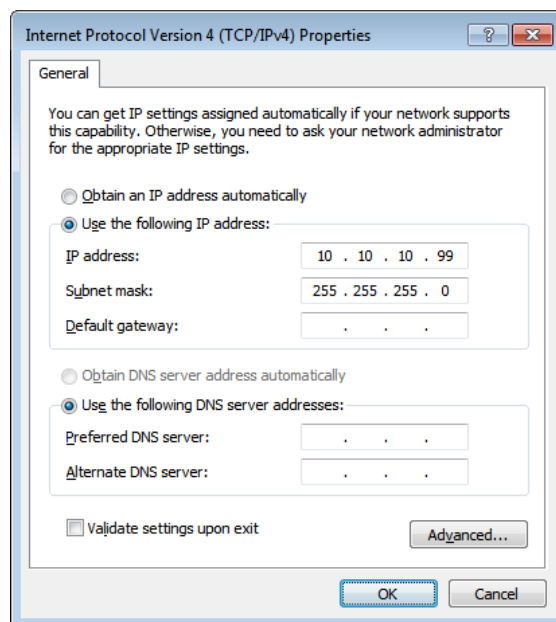 Internet Protocol Version 4 (TCP/IPv4) Properties
General
You can get IP settings assigned automatically if your network supports
this capability. Otherwise, you need to ask your network administrator
for the appropriate IP settings.
Obtain an IP address automatically
Use the following IP address:
IP address: 10 . 10 . 10 . 99
Subnet mask: 255 . 255 . 255 . 0
Default gateway: . . .
Obtain DNS server address automatically
Use the following DNS server addresses:
Preferred DNS server: . . .
Alternate DNS server: . . .
Validate settings upon exit
Advanced...
OK Cancel